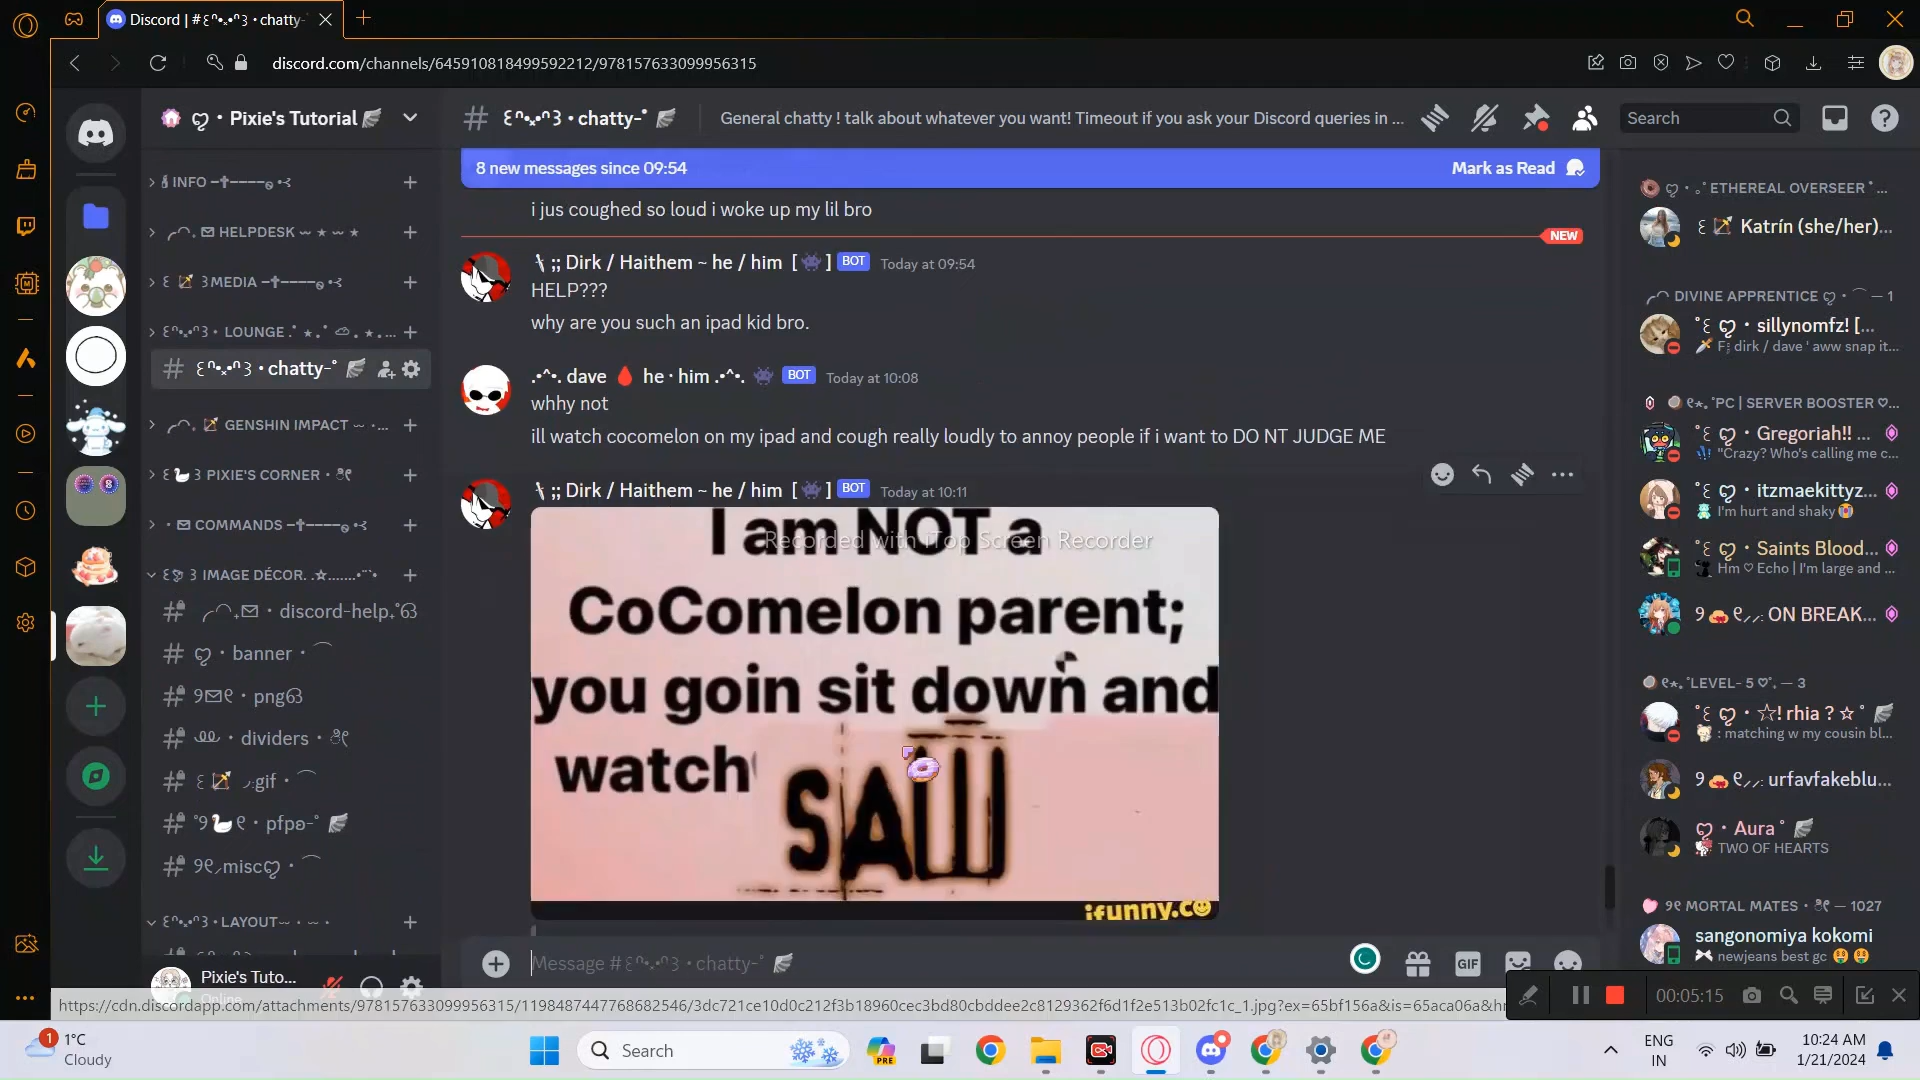 Discord | #꒰ᐢ•༝•ᐢ꒱・chatty-
discord.com/channels/645910818499592212/978157633099956315
ღ・Pixie's Tutorial
꒰ᐢ•༝•ᐢ꒱・chatty-˚
General chatty ! talk about whatever you want! Timeout if you ask your Discord queries in ...
Search
INFO
HELPDESK
MEDIA
LOUNGE
꒰ᐢ•༝•ᐢ꒱・chatty-˚
GENSHIN IMPACT
PIXIE'S CORNER
COMMANDS
IMAGE DÉCOR.
discord-help
banner
png
dividers
gif
pfp
misc
LAYOUT
Pixie's Tuto...
Online
8 new messages since 09:54
Mark as Read
i jus coughed so loud i woke up my lil bro
NEW
;; Dirk / Haithem ~ he / him [ 👾 ] BOT Today at 09:54
HELP???
why are you such an ipad kid bro.
.•^•. dave 🩸 he · him .•^•. 👾 BOT Today at 10:08
whhy not
ill watch cocomelon on my ipad and cough really loudly to annoy people if i want to DO NT JUDGE ME
;; Dirk / Haithem ~ he / him [ 👾 ] BOT Today at 10:11
I am NOT a
CoComelon parent;
you goin sit down and
watch
SAW
ifunny.co
Recorded with iTop Screen Recorder
Message #꒰ᐢ•༝•ᐢ꒱・chatty-˚
GIF
ETHEREAL OVERSEER
Katrín (she/her)...
DIVINE APPRENTICE — 1
sillynomfz! [...
dirk / dave ' aww snap it...
PC | SERVER BOOSTER
Gregoriah!! ...
"Crazy? Who's calling me c...
itzmaekittyz...
I'm hurt and shaky
Saints Blood...
Hm ♡ Echo | I'm large and ...
ON BREAK...
LEVEL- 5 — 3
☆! rhia ? ☆ ˚
: matching w my cousin bl...
urfavfakeblu...
Aura ˚
TWO OF HEARTS
MORTAL MATES — 1027
sangonomiya kokomi
newjeans best gc
https://cdn.discordapp.com/attachments/978157633099956315/1198487447768682546/3dc721ce10d0c212f3b18960cec3bd80cbddee2c8129362f6d1f2e513b02fc1c_1.jpg?ex=65bf156a&is=65aca06a&h
00:05:15
1
1°C
Cloudy
Search
PRE
ENG
IN
10:24 AM
1/21/2024